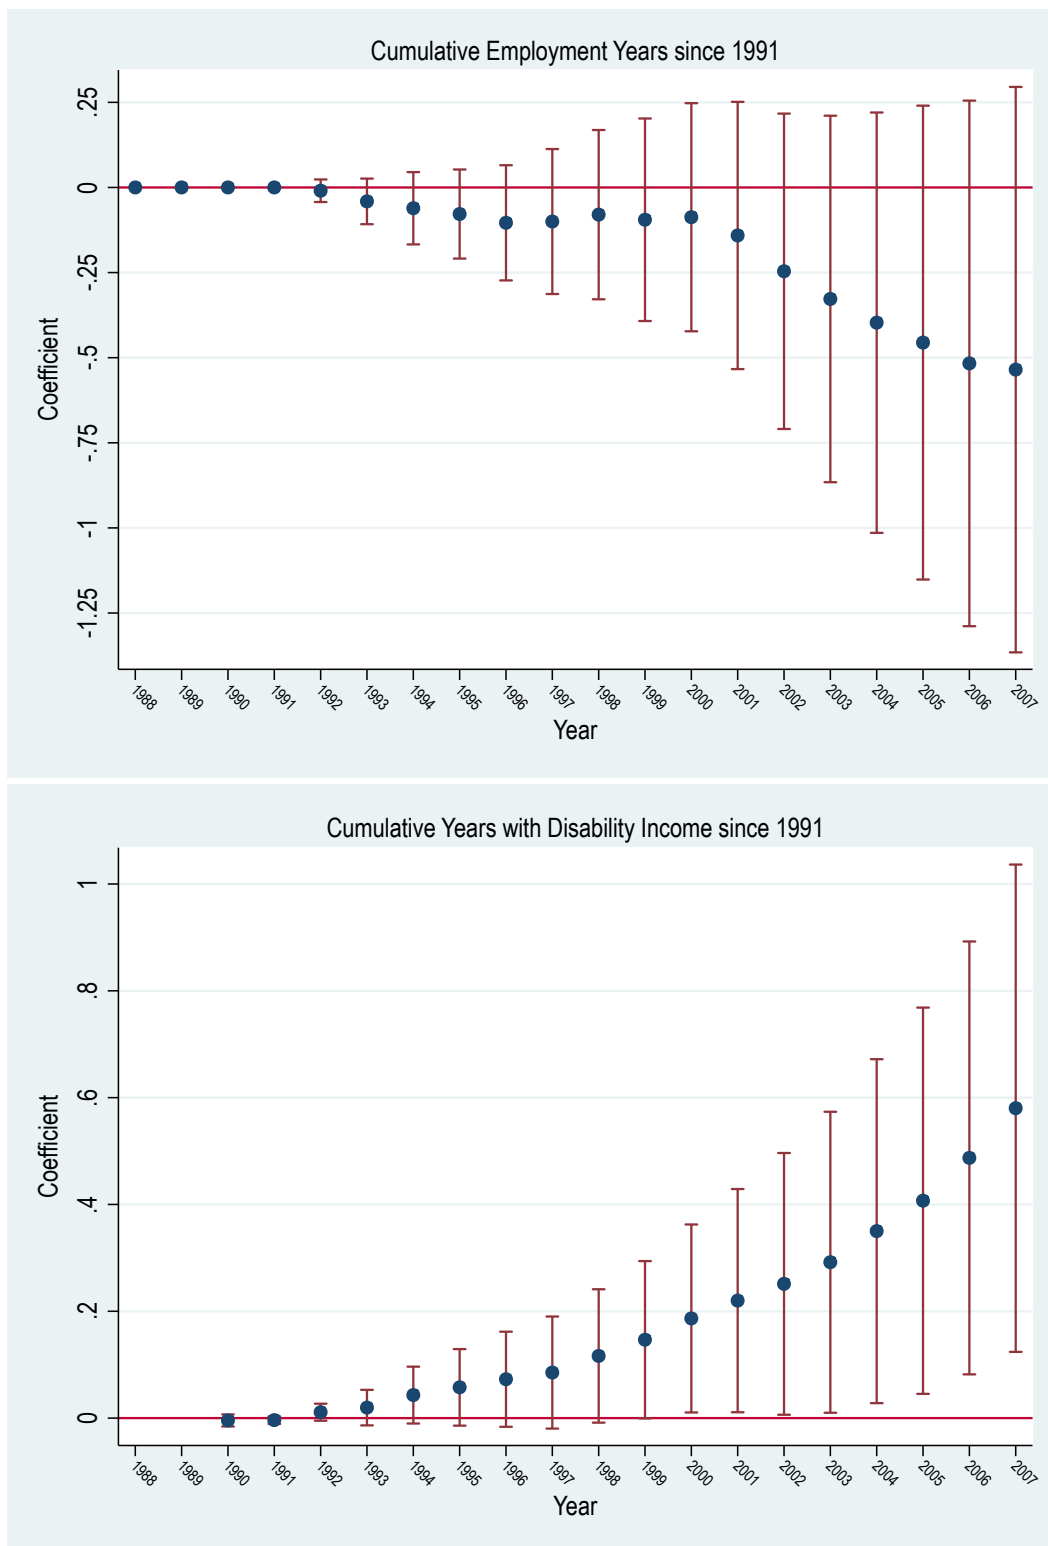 Cumulative Employment Years since 1991
.25
0
-.25
-.5
-.75
-1
-1.25
Coefficient
1988 1989 1990 1991 1992 1993 1994 1995 1996 1997 1998 1999 2000 2001 2002 2003 2004 2005 2006 2007
Year
Cumulative Years with Disability Income since 1991
1
.8
.6
.4
.2
0
Coefficient
1988 1989 1990 1991 1992 1993 1994 1995 1996 1997 1998 1999 2000 2001 2002 2003 2004 2005 2006 2007
Year